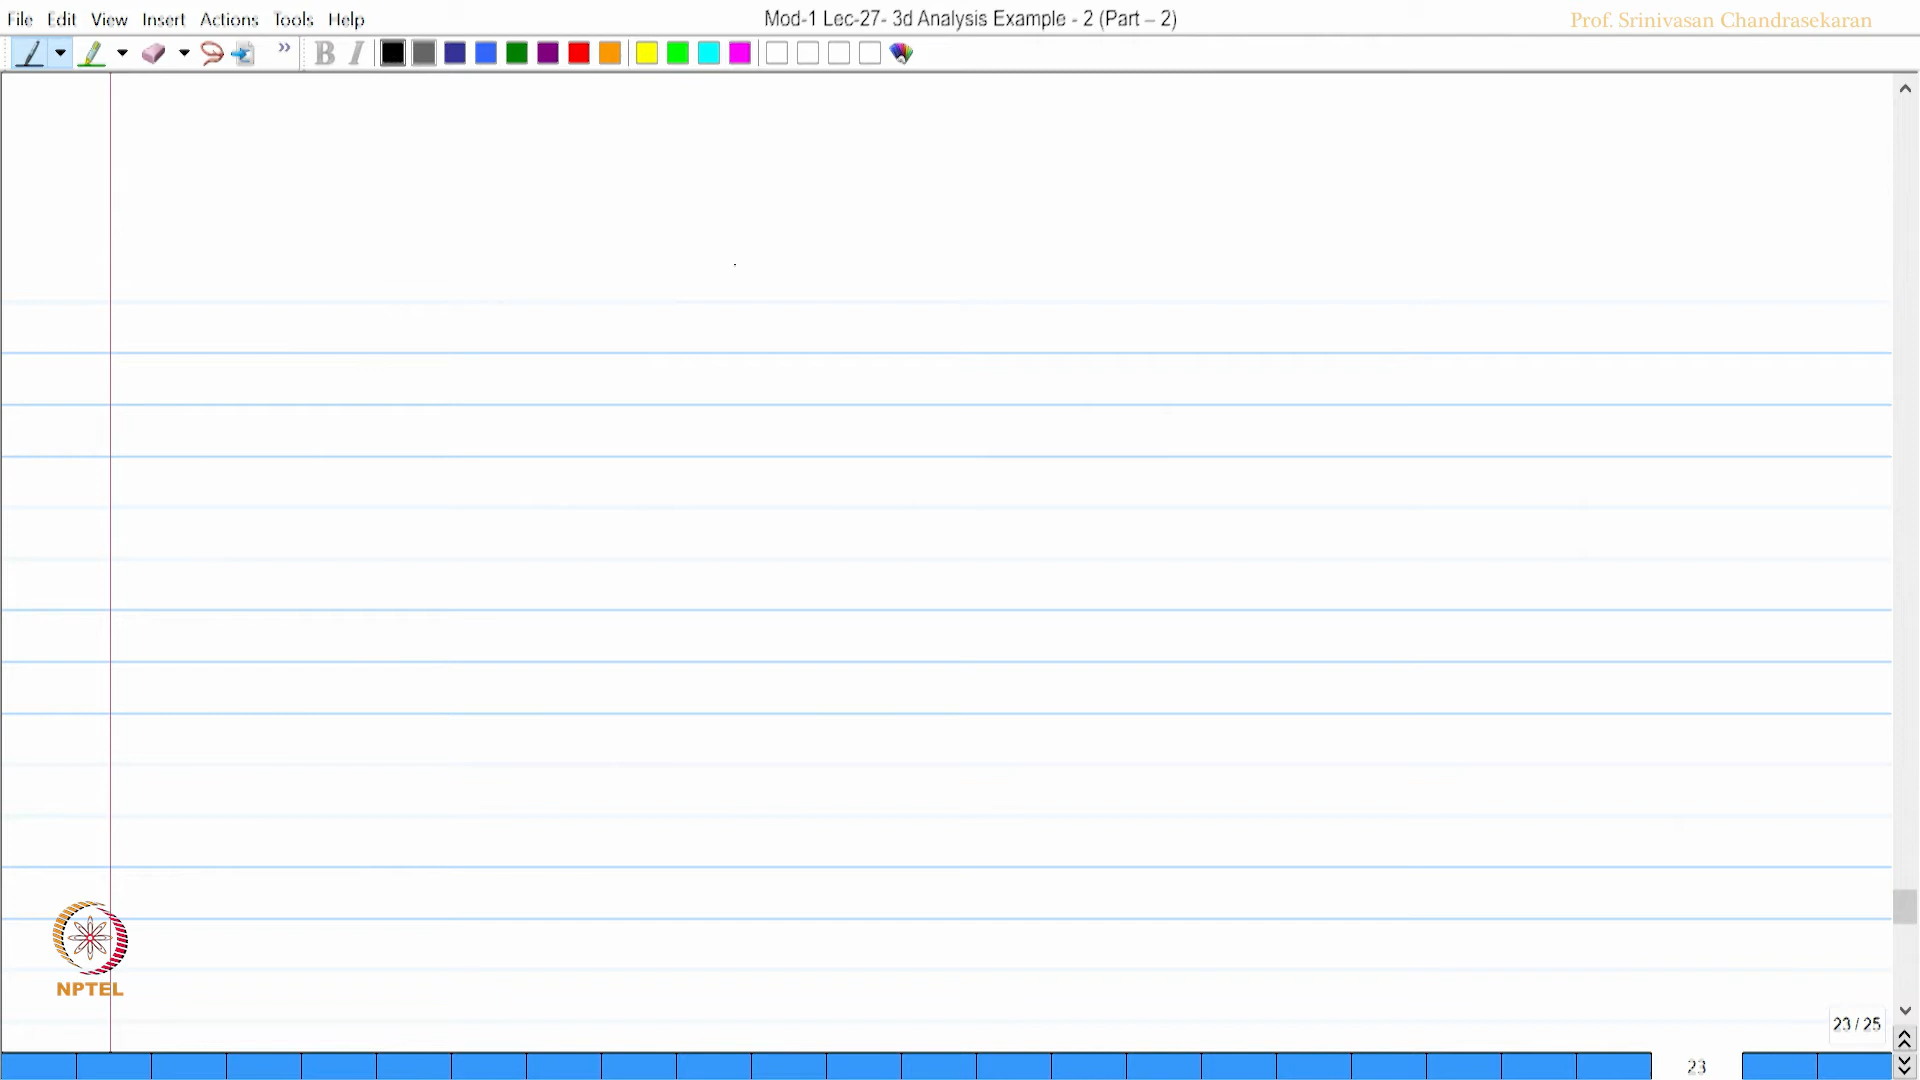 File Edit View Insert Actions Tools Help
Mod-1 Lec-27- 3d Analysis Example - 2 (Part – 2)
Prof. Srinivasan Chandrasekaran
B I
NPTEL
23 / 25
23